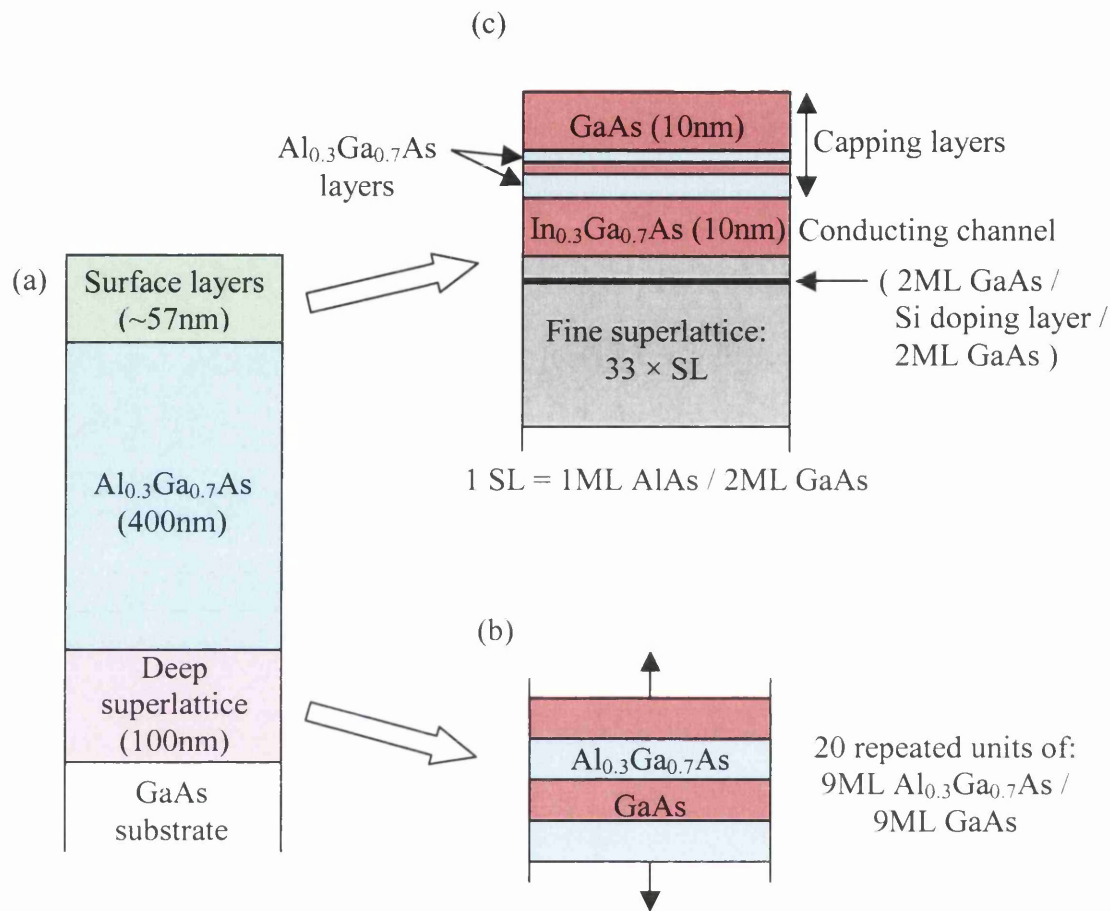 (c)
GaAs (10nm)
Al₀.₃Ga₀.₇As
layers
Capping layers
In₀.₃Ga₀.₇As (10nm)
Conducting channel
( 2ML GaAs /
Si doping layer /
2ML GaAs )
Fine superlattice:
33 × SL
1 SL = 1ML AlAs / 2ML GaAs
(a)
Surface layers
(~57nm)
Al₀.₃Ga₀.₇As
(400nm)
Deep
superlattice
(100nm)
GaAs
substrate
(b)
Al₀.₃Ga₀.₇As
GaAs
20 repeated units of:
9ML Al₀.₃Ga₀.₇As /
9ML GaAs